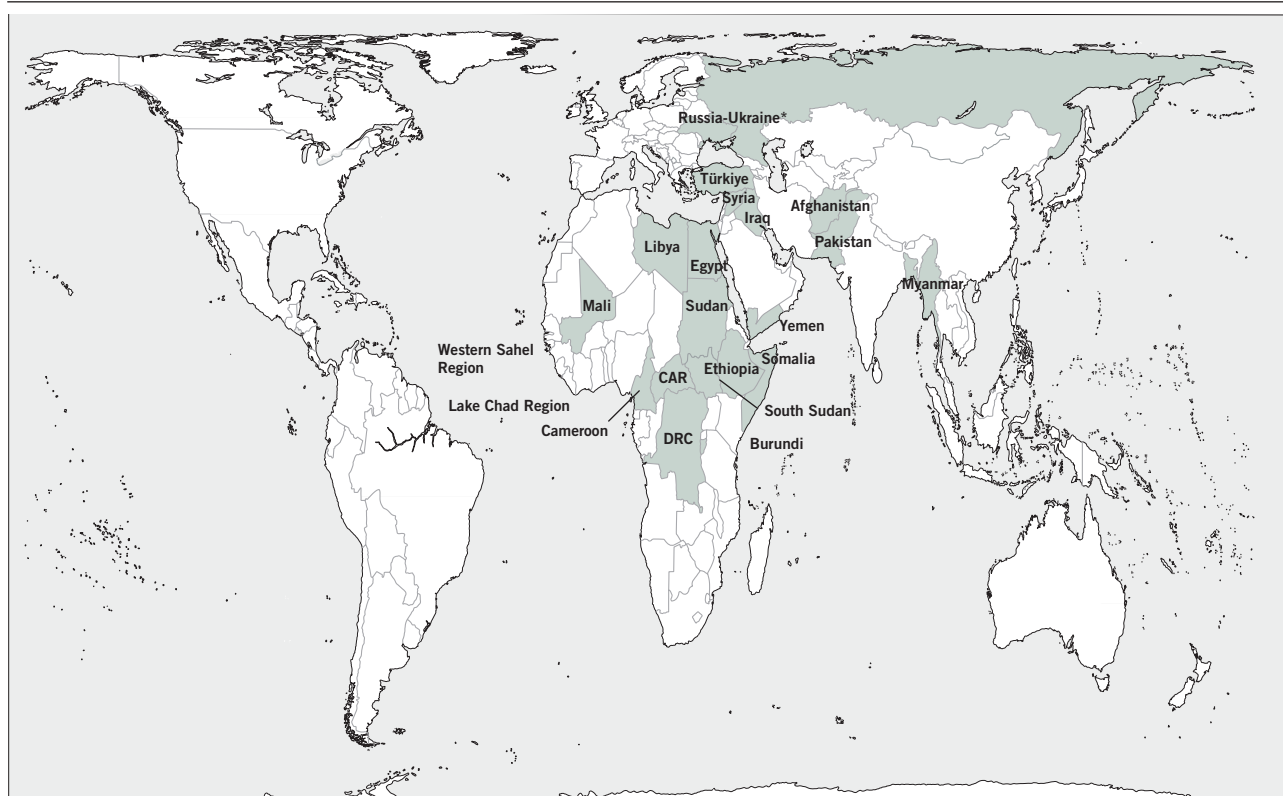 Russia-Ukraine*
Türkiye
Syria
Afghanistan
Iraq
Pakistan
Libya
Egypt
Myanmar
Mali
Sudan
Yemen
Western Sahel
Region
Somalia
Ethiopia
CAR
Lake Chad Region
South Sudan
Cameroon
DRC
Burundi